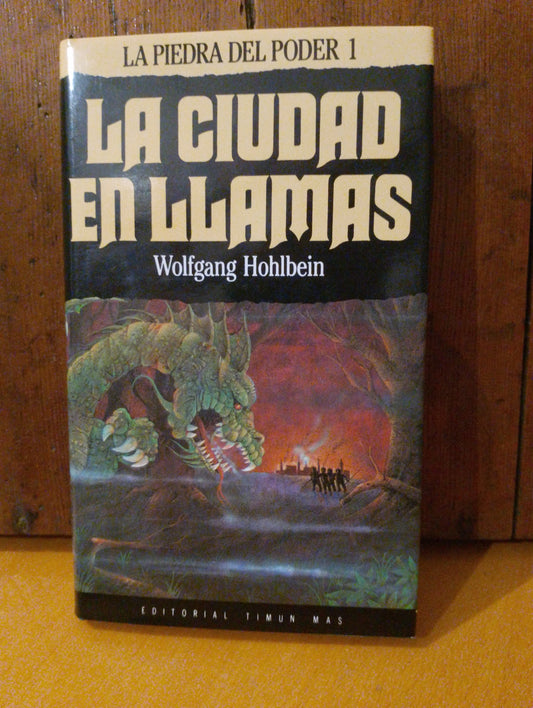 LA PIEDRA DEL PODER 1
LA CIUDAD
EN LLAMAS
Wolfgang Hohlbein
EDITORIAL TIMUN MAS